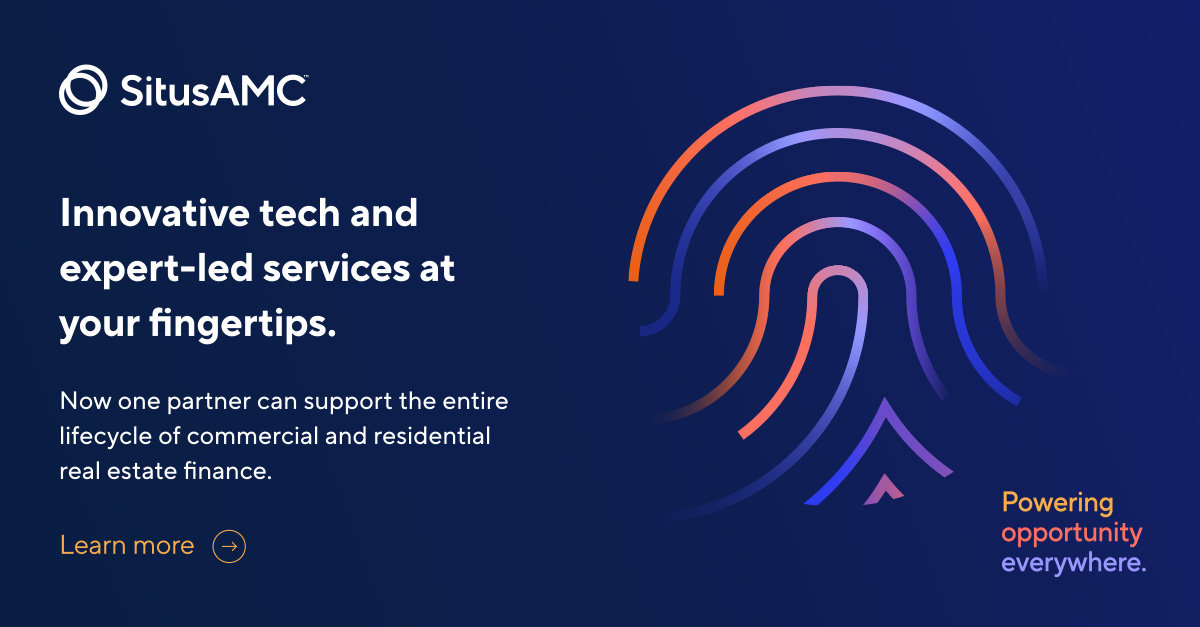 SitusAMC™
Innovative tech and
expert-led services at
your fingertips.
Now one partner can support the entire
lifecycle of commercial and residential
real estate finance.
Learn more
Powering
opportunity
everywhere.